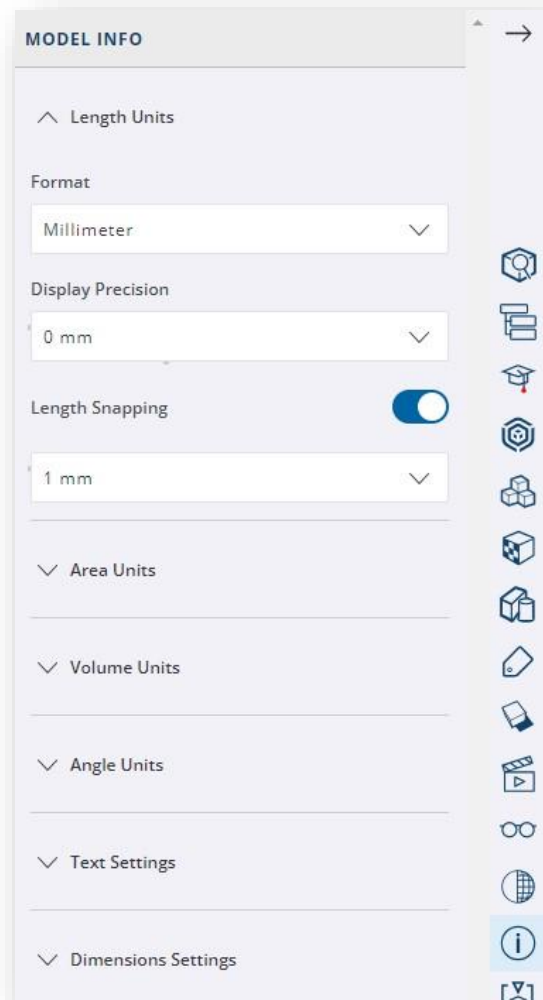 MODEL INFO
Length Units
Format
Millimeter
Display Precision
0 mm
Length Snapping
1 mm
Area Units
Volume Units
Angle Units
Text Settings
Dimensions Settings